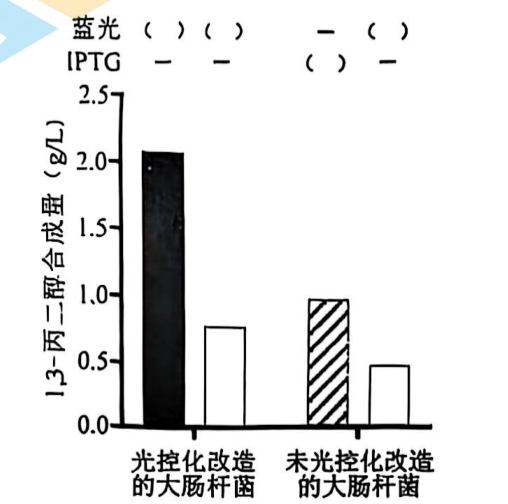 蓝光 ( ) ( ) − ( )
IPTG − − ( ) −
2.5
2.0
1.5
1.0
0.5
0.0
1,3-丙二醇合成量（g/L）
光控化改造的大肠杆菌
未光控化改造的大肠杆菌